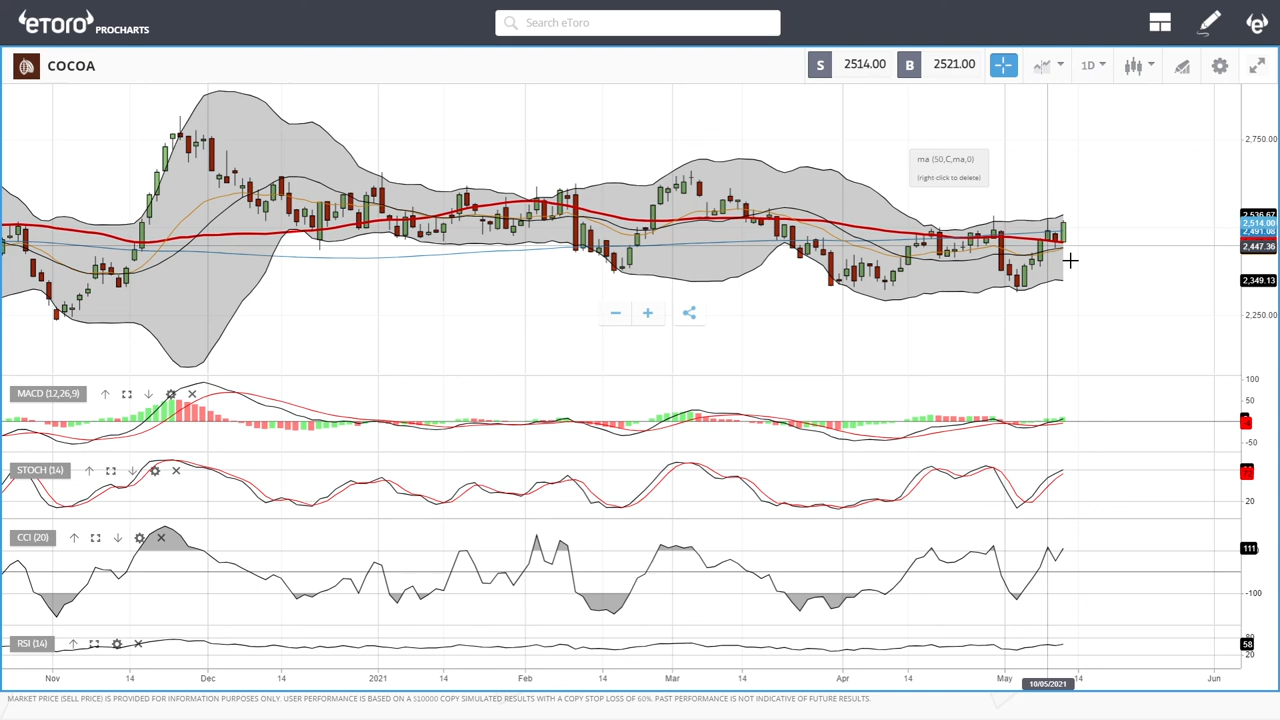 eToro PROCHARTS
Search eToro
COCOA
S 2514.00 B 2521.00
1D
ma (50,C,ma,0)
(right click to delete)
2,750.00
2,536.67
2,514.00
2,491.08
2,447.36
2,349.13
2,250.00
MACD (12,26,9)
100
50
-50
STOCH (14)
20
CCI (20)
111
-100
RSI (14)
80
58
20
Nov 14 Dec 14 2021 14 Feb 14 Mar 14 Apr 14 May 14 Jun
10/05/2021
MARKET PRICE (SELL PRICE) IS PROVIDED FOR INFORMATION PURPOSES ONLY. USER PERFORMANCE IS BASED ON A $10000 COPY SIMULATED RESULTS WITH A COPY STOP LOSS OF 60%. PAST PERFORMANCE IS NOT INDICATIVE OF FUTURE RESULTS.